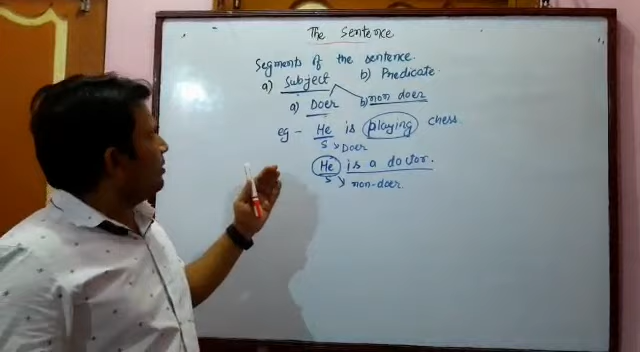 The Sentence
Segments of the sentence.
a) Subject b) Predicate.
a) Doer b) non doer
eg - He is playing chess.
S Doer
He is a doctor.
S non-doer